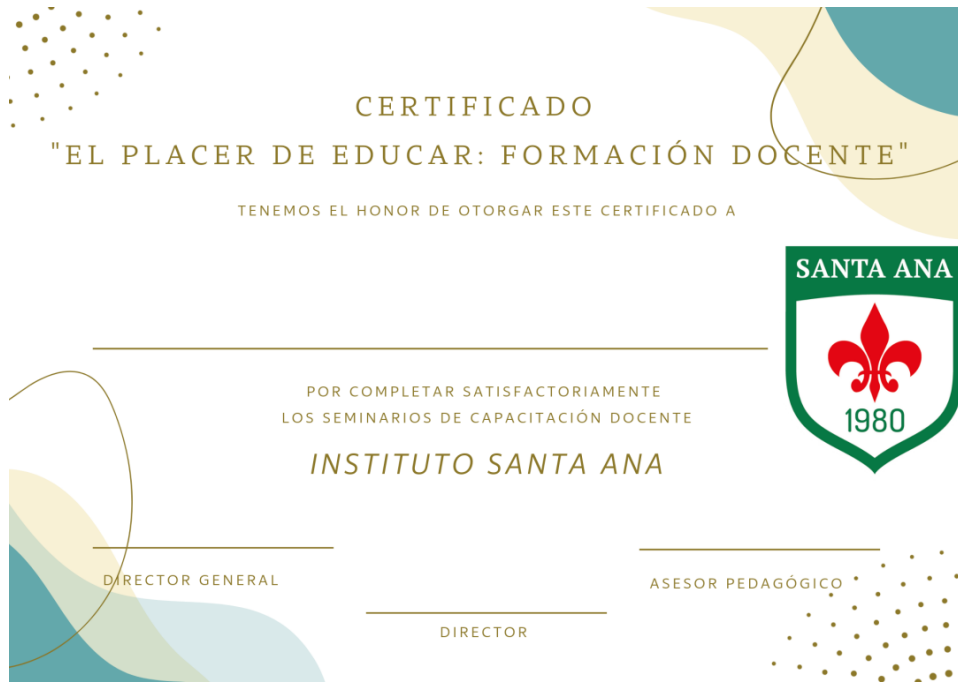 CERTIFICADO
"EL PLACER DE EDUCAR: FORMACIÓN DOCENTE"
TENEMOS EL HONOR DE OTORGAR ESTE CERTIFICADO A
SANTA ANA
1980
POR COMPLETAR SATISFACTORIAMENTE
LOS SEMINARIOS DE CAPACITACIÓN DOCENTE
INSTITUTO SANTA ANA
DIRECTOR GENERAL
ASESOR PEDAGÓGICO
DIRECTOR